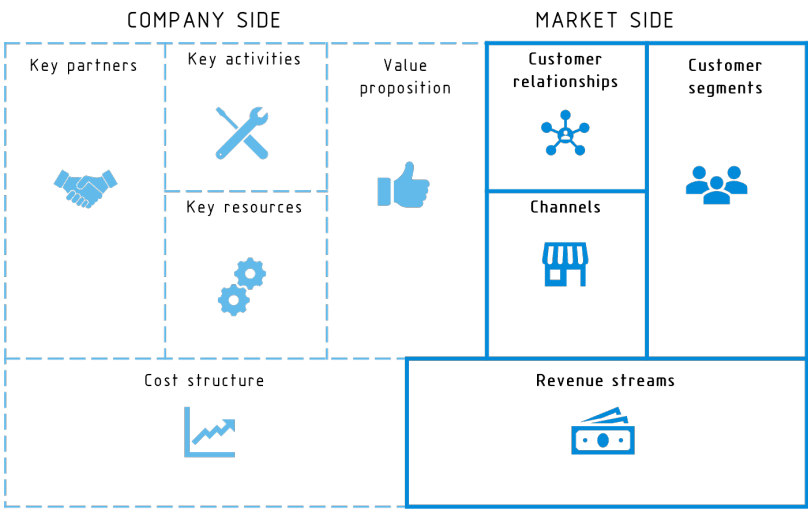 COMPANY SIDE
MARKET SIDE
Key partners
Key activities
Key resources
Value
proposition
Customer
relationships
Channels
Customer
segments
Cost structure
Revenue streams